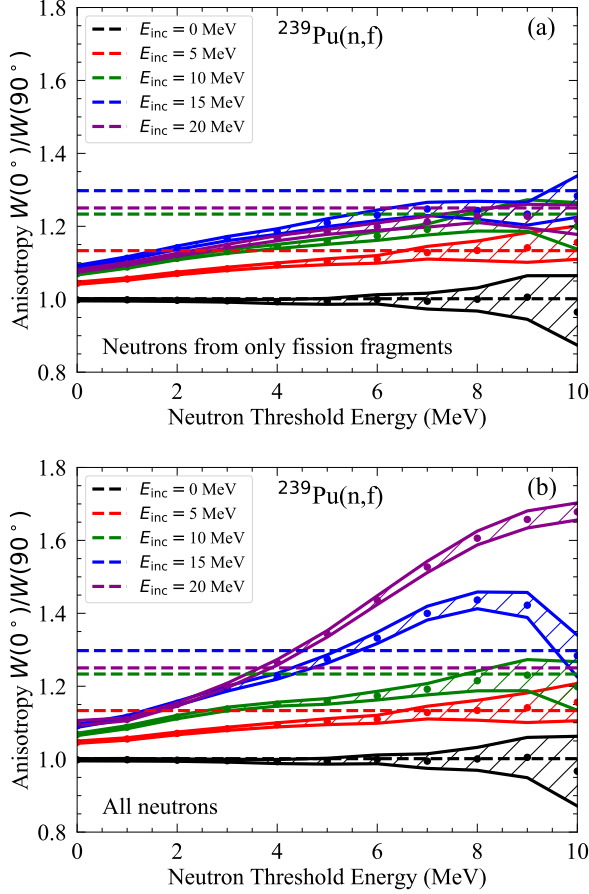 1.8
1.6
1.4
1.2
1.0
0.8
Anisotropy W(0°)/W(90°)
E_inc = 0 MeV
E_inc = 5 MeV
E_inc = 10 MeV
E_inc = 15 MeV
E_inc = 20 MeV
²³⁹Pu(n,f)
(a)
Neutrons from only fission fragments
0 2 4 6 8 10
Neutron Threshold Energy (MeV)
1.8
1.6
1.4
1.2
1.0
0.8
Anisotropy W(0°)/W(90°)
E_inc = 0 MeV
E_inc = 5 MeV
E_inc = 10 MeV
E_inc = 15 MeV
E_inc = 20 MeV
²³⁹Pu(n,f)
(b)
All neutrons
0 2 4 6 8 10
Neutron Threshold Energy (MeV)